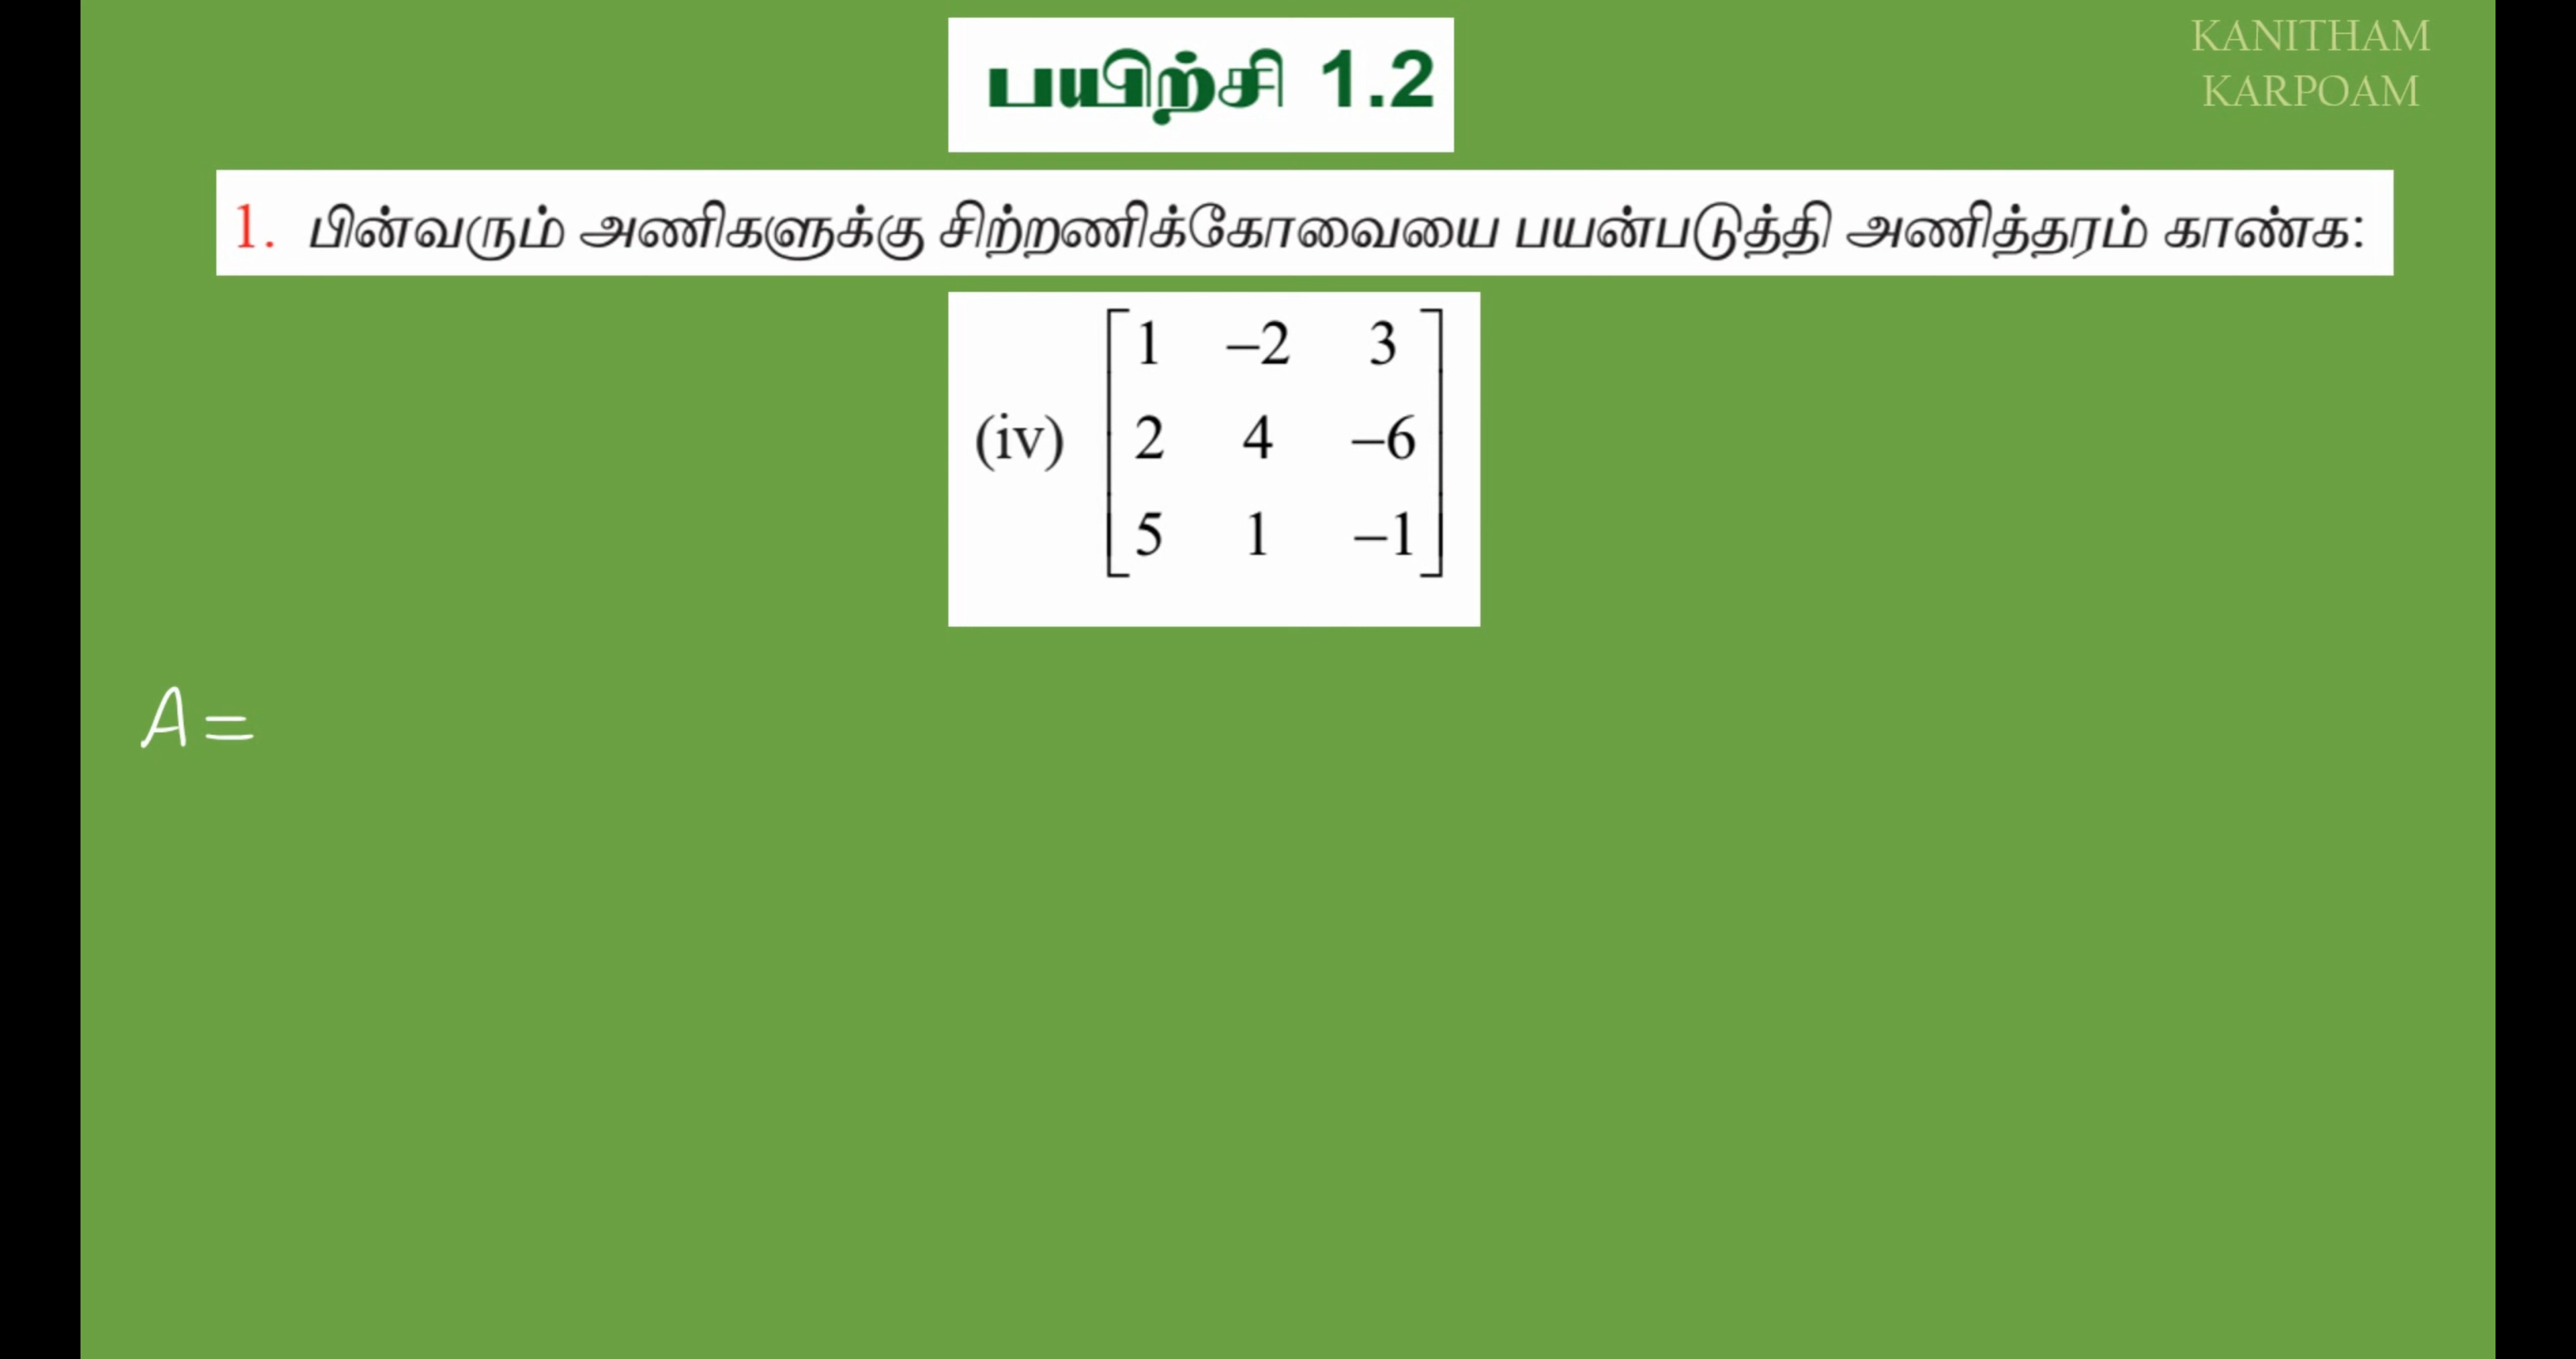 KANITHAM
KARPOAM
பயிற்சி 1.2
1. பின்வரும் அணிகளுக்கு சிற்றணிக்கோவையை பயன்படுத்தி அணித்தரம் காண்க:
1 –2 3
(iv) 2 4 –6
5 1 –1
A =